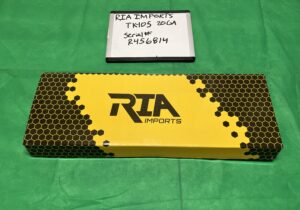 RIA IMPORTS
TK105 20GA
Serial#
R456814
RIA
IMPORTS